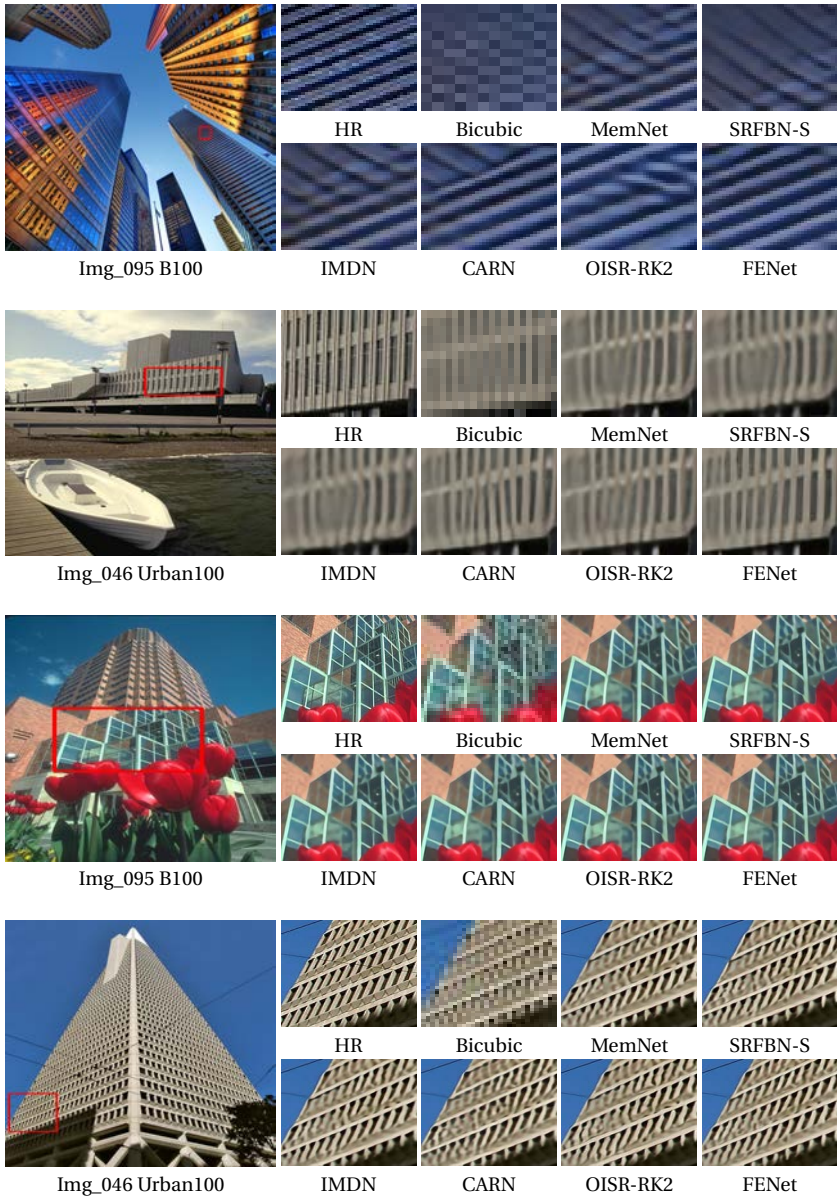 HR Bicubic MemNet SRFBN-S
IMDN CARN OISR-RK2 FENet
Img_095 B100
HR Bicubic MemNet SRFBN-S
IMDN CARN OISR-RK2 FENet
Img_046 Urban100
HR Bicubic MemNet SRFBN-S
IMDN CARN OISR-RK2 FENet
Img_095 B100
HR Bicubic MemNet SRFBN-S
IMDN CARN OISR-RK2 FENet
Img_046 Urban100